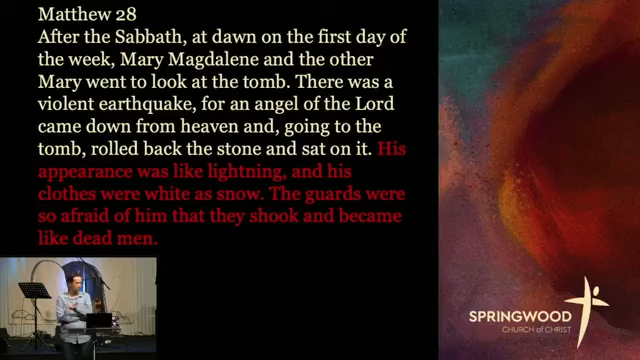 Matthew 28
After the Sabbath, at dawn on the first day of
the week, Mary Magdalene and the other
Mary went to look at the tomb. There was a
violent earthquake, for an angel of the Lord
came down from heaven and, going to the
tomb, rolled back the stone and sat on it. His
appearance was like lightning, and his
clothes were white as snow. The guards were
so afraid of him that they shook and became
like dead men.
SPRINGWOOD
CHURCH of CHRIST